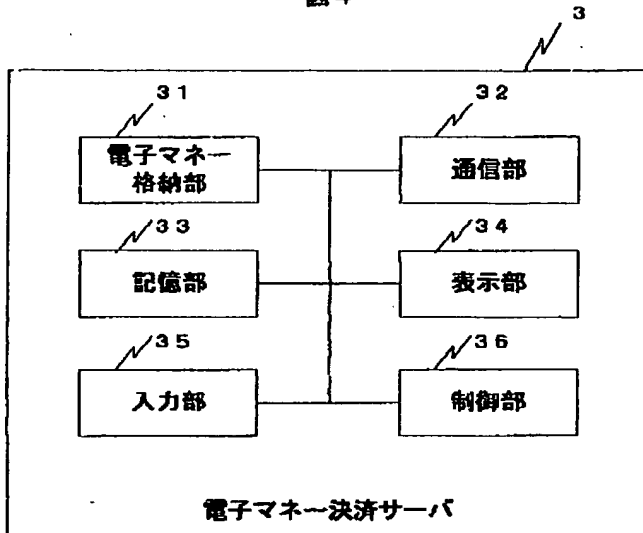 3
31
32
電子マネー
格納部
通信部
33
34
記憶部
表示部
35
36
入力部
制御部
電子マネー決済サーバ